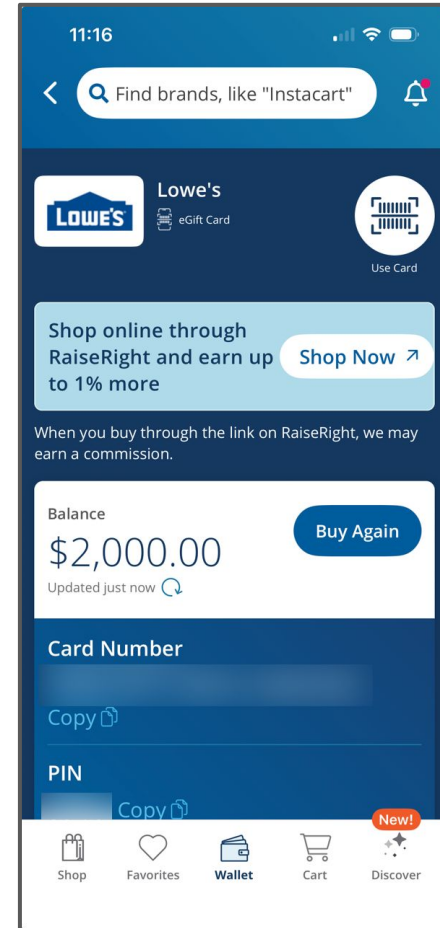 11:16
Find brands, like "Instacart"
LOWE'S
Lowe's
eGift Card
Use Card
Shop online through
RaiseRight and earn up
to 1% more
Shop Now
When you buy through the link on RaiseRight, we may
earn a commission.
Balance
$2,000.00
Updated just now
Buy Again
Card Number
Copy
PIN
Copy
New!
Shop
Favorites
Wallet
Cart
Discover